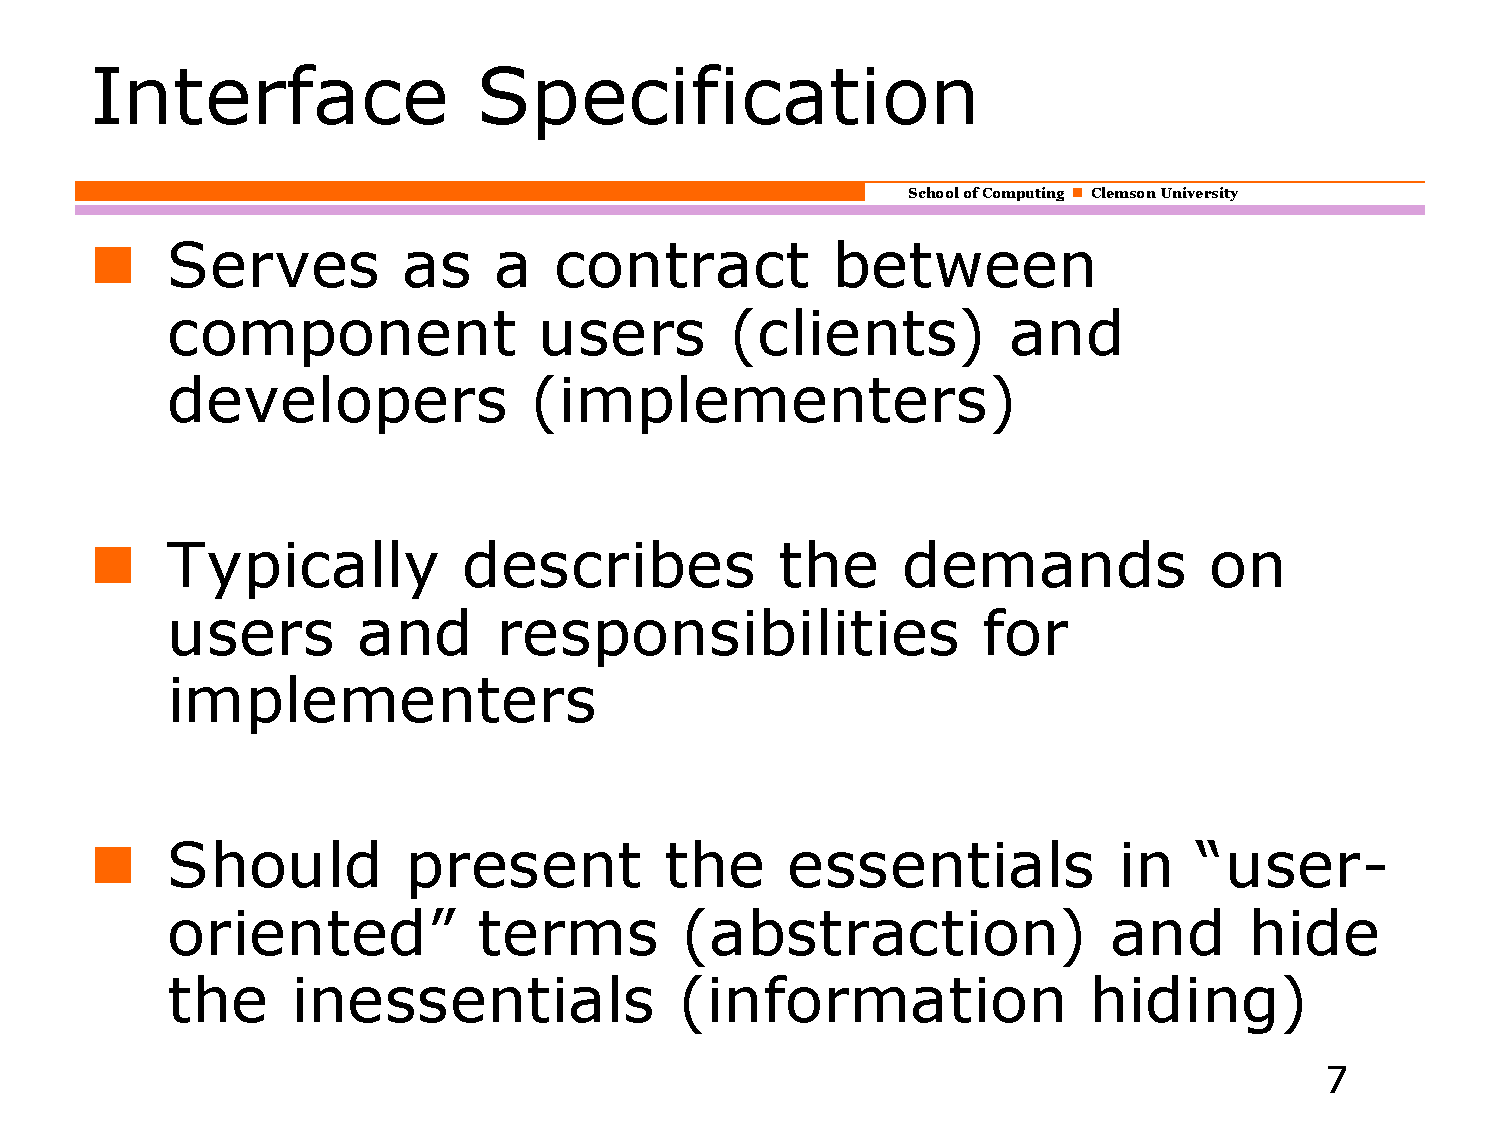 Interface Specification
School of Computing ■ Clemson University
■ Serves as a contract between
component users (clients) and
developers (implementers)
■ Typically describes the demands on
users and responsibilities for
implementers
■ Should present the essentials in “user-
oriented” terms (abstraction) and hide
the inessentials (information hiding)
7